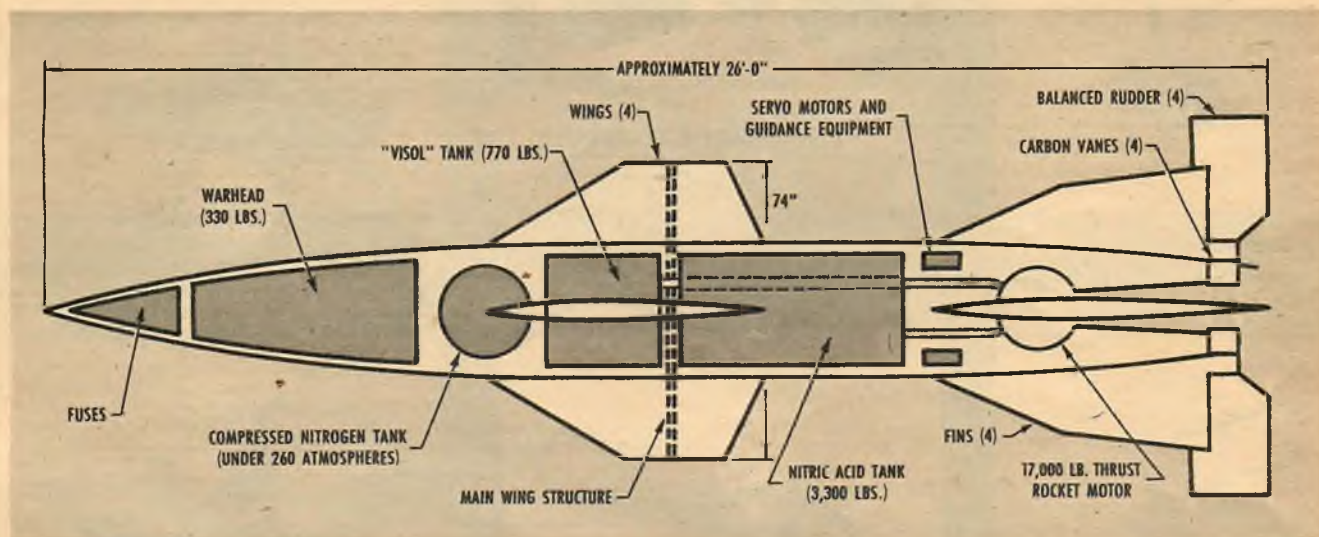 APPROXIMATELY 26'-0"
WINGS (4)
SERVO MOTORS AND
GUIDANCE EQUIPMENT
BALANCED RUDDER (4)
"VISOL" TANK (770 LBS.)
CARBON VANES (4)
WARHEAD
(330 LBS.)
74"
FUSES
COMPRESSED NITROGEN TANK
(UNDER 260 ATMOSPHERES)
MAIN WING STRUCTURE
NITRIC ACID TANK
(3,300 LBS.)
FINS (4)
17,000 LB. THRUST
ROCKET MOTOR